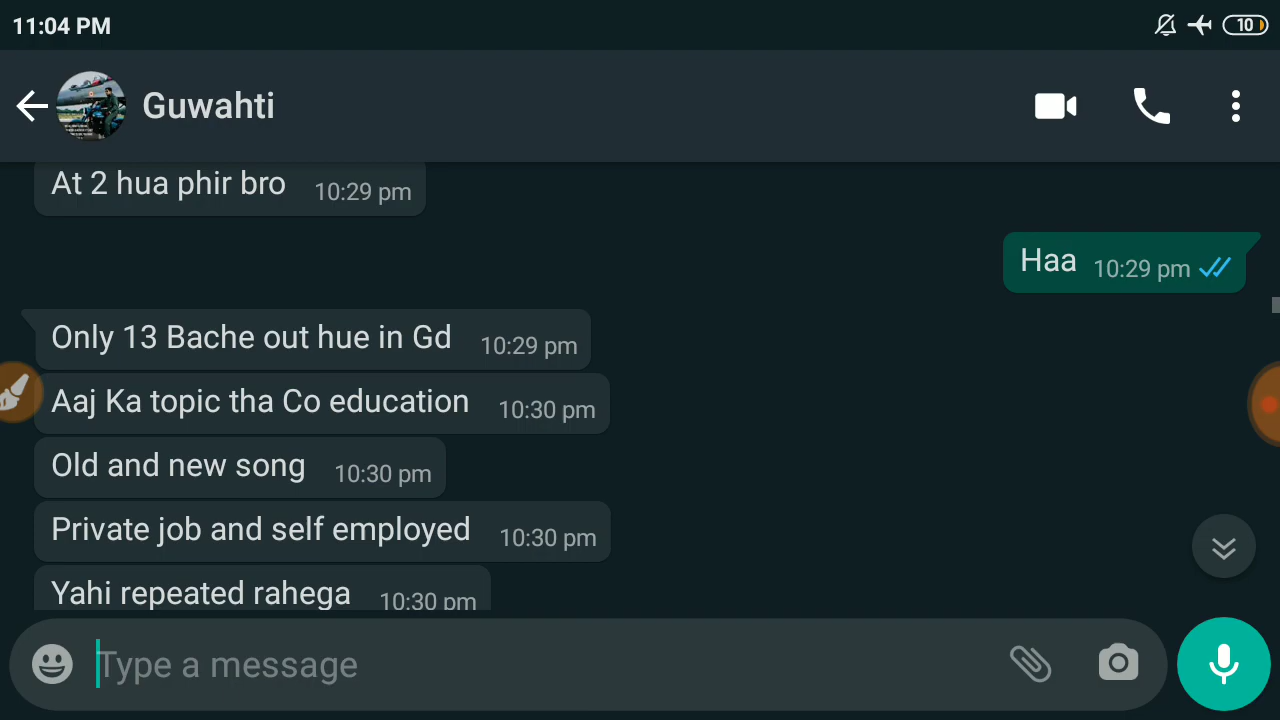 11:04 PM
10
Guwahti
At 2 hua phir bro 10:29 pm
Haa 10:29 pm
Only 13 Bache out hue in Gd 10:29 pm
Aaj Ka topic tha Co education 10:30 pm
Old and new song 10:30 pm
Private job and self employed 10:30 pm
Yahi repeated rahega 10:30 pm
Type a message